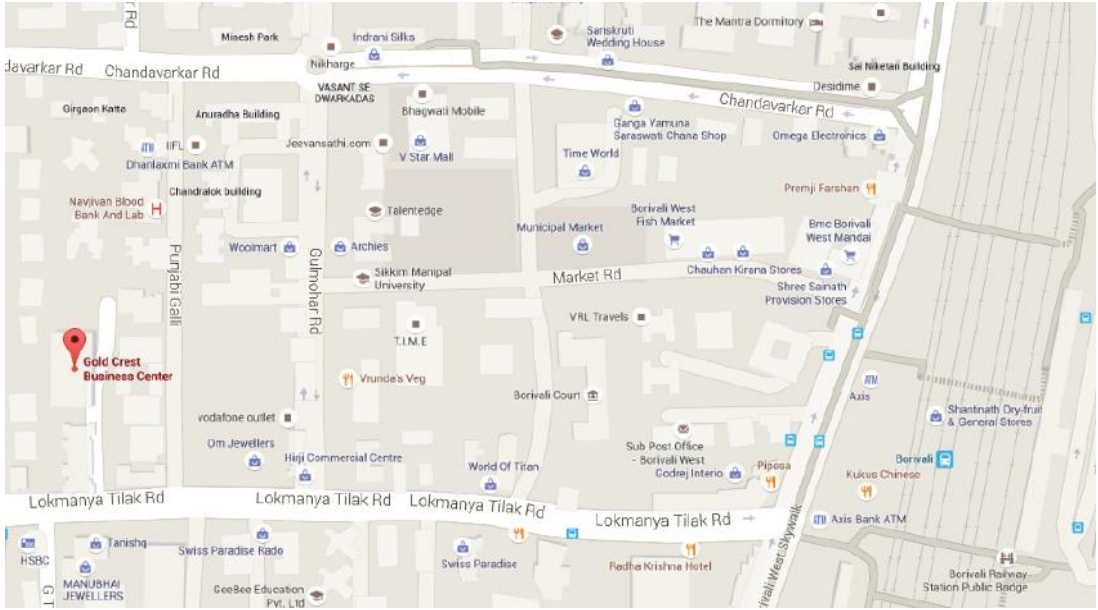 The Mantra Dormitory
Sanskruti
Wedding House
Minesh Park
Indrani Silks
Nikharge
Sai Niketan Building
davarkar Rd
Chandavarkar Rd
VASANT SE
DWARKADAS
Desidime
Chandavarkar Rd
Girgaon Katta
Anuradha Building
Bhagwati Mobile
Ganga Yamuna
Saraswati Chana Shop
Omega Electronics
IIFL
Jeevansathi.com
V Star Mall
Time World
Dhanlaxmi Bank ATM
Chandralok building
Premji Farshan
Navjivan Blood
Bank And Lab
Talentedge
Borivali West
Fish Market
Municipal Market
Bmc Borivali
West Mandai
Woolmart
Archies
Punjabi Galli
Gulmohar Rd
Sikkim Manipal
University
Market Rd
Chauhan Kirana Stores
Shree Sainath
Provision Stores
VRL Travels
T.I.M.E
Gold Crest
Business Center
Vrunda's Veg
Borivali Court
Axis
vodafone outlet
Shantinath Dry-fruit
& General Stores
Om Jewellers
Sub Post Office
- Borivali West
Hirji Commercial Centre
World Of Titan
Godrej Interio
Pipasa
Borivali
Kukus Chinese
Lokmanya Tilak Rd
Lokmanya Tilak Rd
Lokmanya Tilak Rd
Lokmanya Tilak Rd
Axis Bank ATM
Tanishq
HSBC
Swiss Paradise Rado
Swiss Paradise
Radha Krishna Hotel
MANUBHAI
JEWELLERS
GeeBee Education
Pvt. Ltd
ivali West Skywalk
Borivali Railway
Station Public Bridge